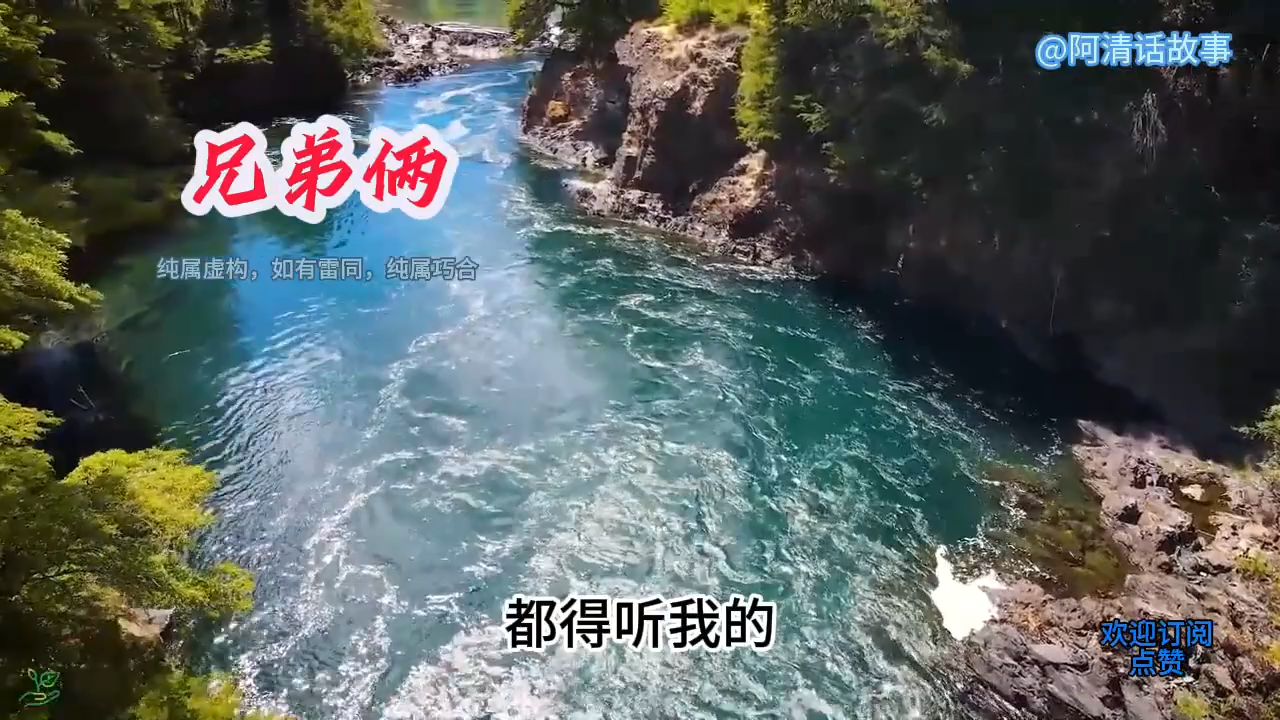 @阿清话故事
兄弟俩
纯属虚构，如有雷同，纯属巧合
都得听我的
欢迎订阅
点赞